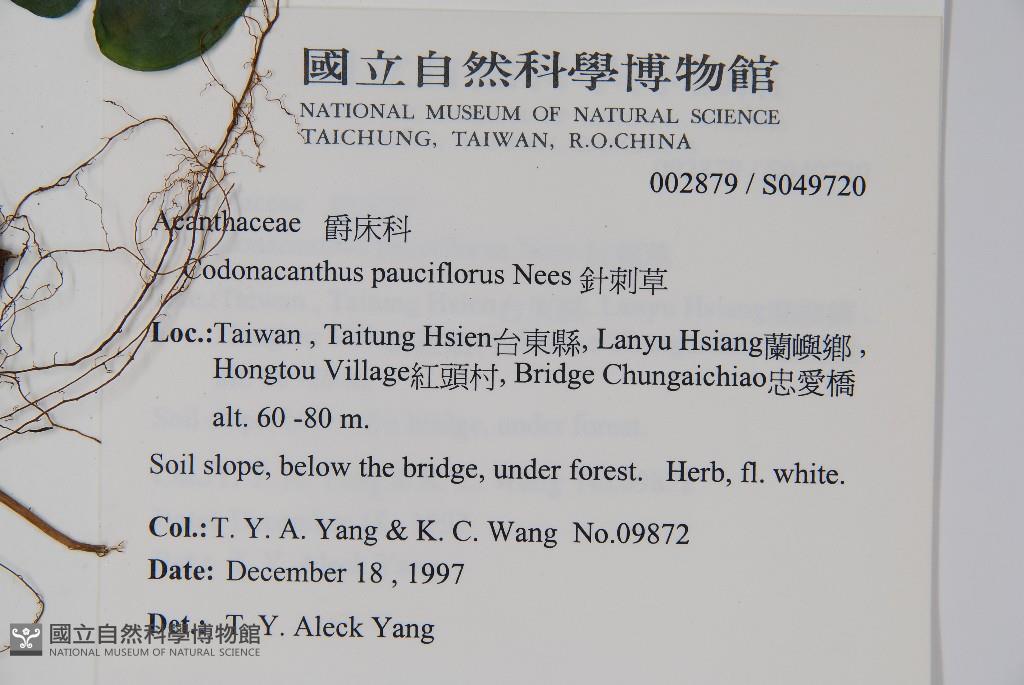 國立自然科學博物館
NATIONAL MUSEUM OF NATURAL SCIENCE
TAICHUNG, TAIWAN, R.O.CHINA
002879 / S049720
Acanthaceae 爵床科
Codonacanthus pauciflorus Nees 針刺草
Loc.:Taiwan , Taitung Hsien台東縣, Lanyu Hsiang蘭嶼鄉 ,
Hongtou Village紅頭村, Bridge Chungaichiao忠愛橋
alt. 60 -80 m.
Soil slope, below the bridge, under forest. Herb, fl. white.
Col.:T. Y. A. Yang & K. C. Wang No.09872
Date: December 18 , 1997
Det.: T. Y. Aleck Yang
國立自然科學博物館
NATIONAL MUSEUM OF NATURAL SCIENCE